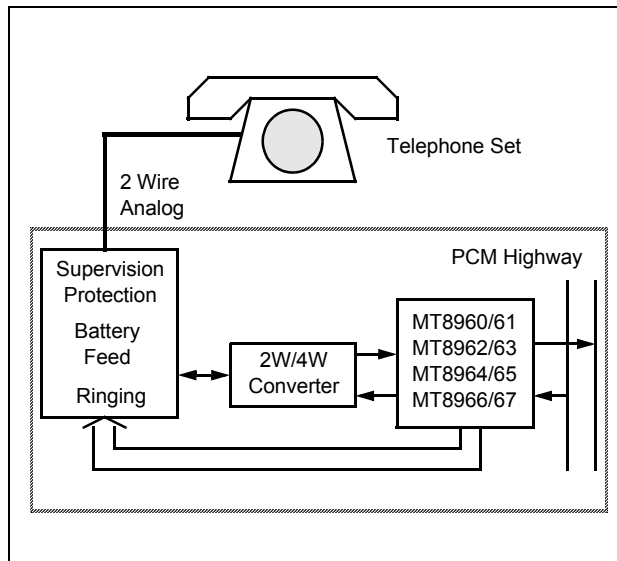 Telephone Set
2 Wire
Analog
PCM Highway
Supervision
Protection
Battery
Feed
Ringing
2W/4W
Converter
MT8960/61
MT8962/63
MT8964/65
MT8966/67